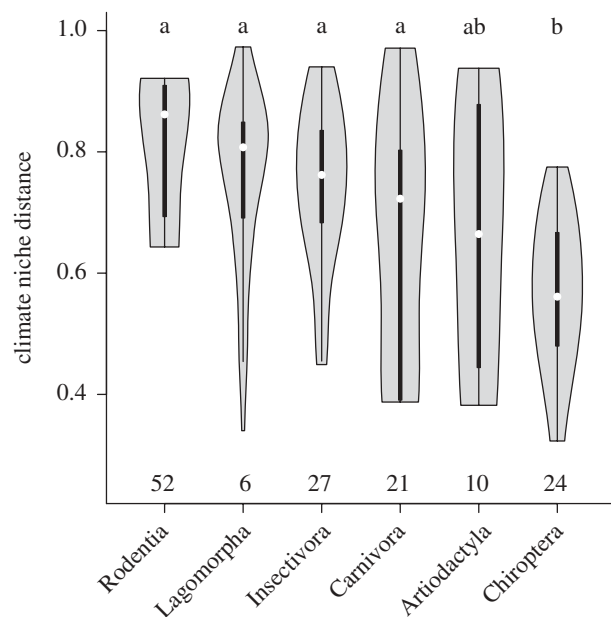 a a a a ab b
1.0
0.8
0.6
0.4
climate niche distance
52 6 27 21 10 24
Rodentia
Lagomorpha
Insectivora
Carnivora
Artiodactyla
Chiroptera